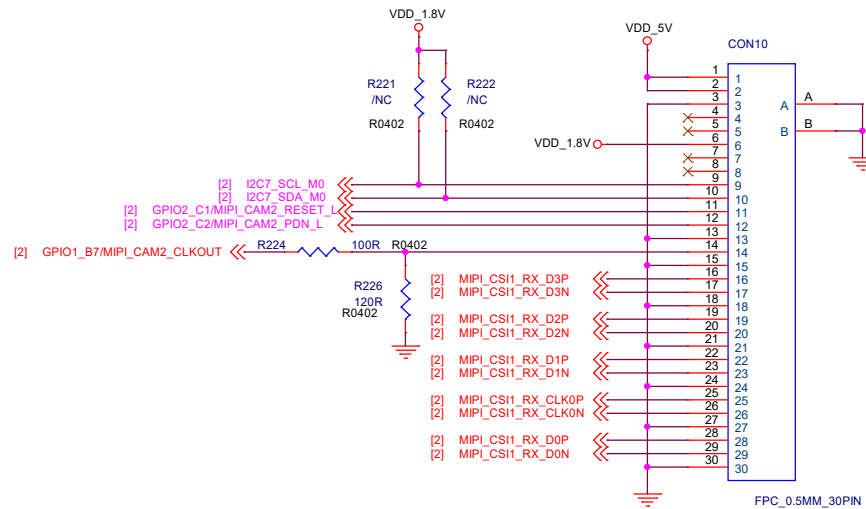 VDD_1.8V
VDD_5V
CON10
R221
/NC
R0402
R222
/NC
R0402
VDD_1.8V
[2] I2C7_SCL_M0
[2] I2C7_SDA_M0
[2] GPIO2_C1/MIPI_CAM2_RESET_L
[2] GPIO2_C2/MIPI_CAM2_PDN_L
[2] GPIO1_B7/MIPI_CAM2_CLKOUT
R224 100R R0402
R226
120R
R0402
[2] MIPI_CSI1_RX_D3P
[2] MIPI_CSI1_RX_D3N
[2] MIPI_CSI1_RX_D2P
[2] MIPI_CSI1_RX_D2N
[2] MIPI_CSI1_RX_D1P
[2] MIPI_CSI1_RX_D1N
[2] MIPI_CSI1_RX_CLK0P
[2] MIPI_CSI1_RX_CLK0N
[2] MIPI_CSI1_RX_D0P
[2] MIPI_CSI1_RX_D0N
1 1
2 2
3 3
4 4
5 5
6 6
7 7
8 8
9 9
10 10
11 11
12 12
13 13
14 14
15 15
16 16
17 17
18 18
19 19
20 20
21 21
22 22
23 23
24 24
25 25
26 26
27 27
28 28
29 29
30 30
A A
B B
FPC_0.5MM_30PIN